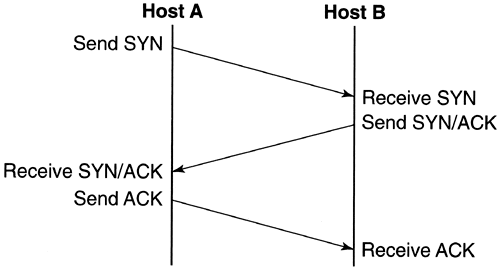 Host A
Host B
Send SYN
Receive SYN
Send SYN/ACK
Receive SYN/ACK
Send ACK
Receive ACK